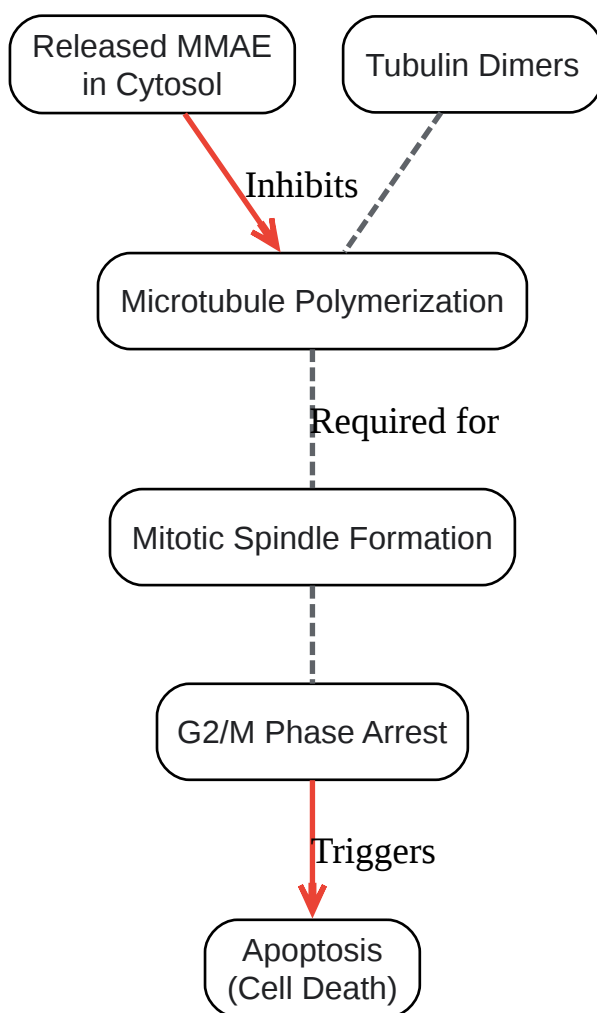 Released MMAE
in Cytosol
Tubulin Dimers
Inhibits
Microtubule Polymerization
Required for
Mitotic Spindle Formation
G2/M Phase Arrest
Triggers
Apoptosis
(Cell Death)